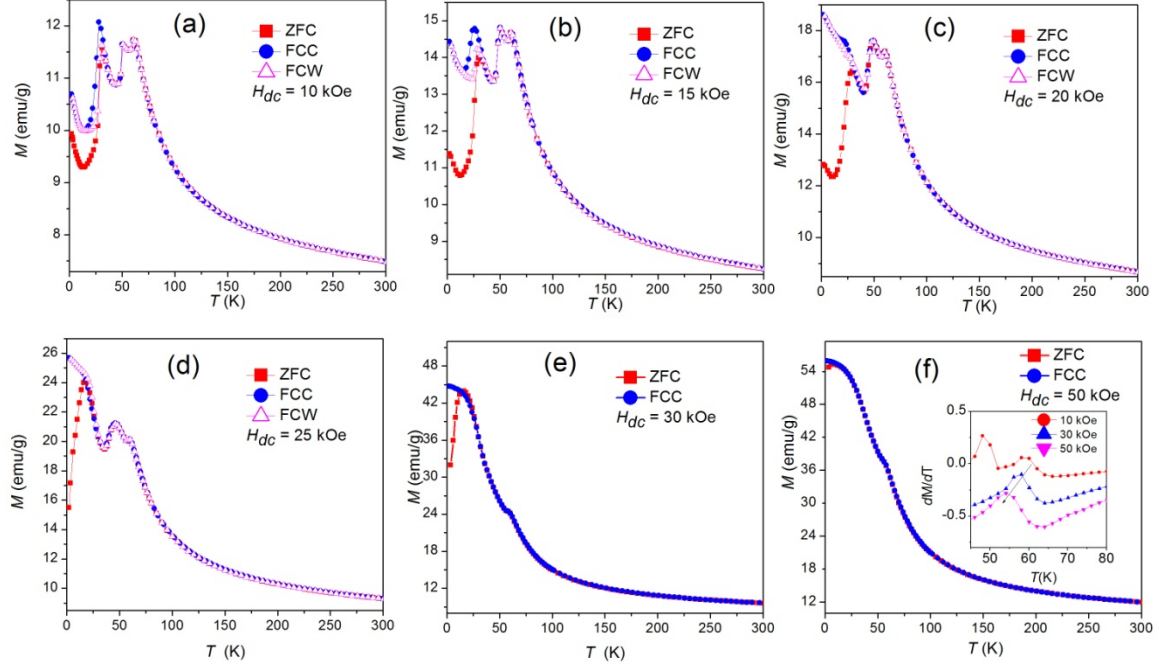 (a)
ZFC
FCC
FCW
Hdc = 10 kOe
12
11
10
9
8
M (emu/g)
0 50 100 150 200 250 300
T (K)
(b)
ZFC
FCC
FCW
Hdc = 15 kOe
15
14
13
12
11
10
9
8
M (emu/g)
0 50 100 150 200 250 300
T (K)
(c)
ZFC
FCC
FCW
Hdc = 20 kOe
18
16
14
12
10
M (emu/g)
0 50 100 150 200 250 300
T (K)
(d)
ZFC
FCC
FCW
Hdc = 25 kOe
26
24
22
20
18
16
14
12
10
M (emu/g)
0 50 100 150 200 250 300
T (K)
(e)
ZFC
FCC
Hdc = 30 kOe
48
42
36
30
24
18
12
M (emu/g)
0 50 100 150 200 250 300
T (K)
(f)
ZFC
FCC
Hdc = 50 kOe
54
48
42
36
30
24
18
12
M (emu/g)
0 50 100 150 200 250 300
T (K)
10 kOe
30 kOe
50 kOe
0.5
0.0
-0.5
dM/dT
50 60 70 80
T(K)